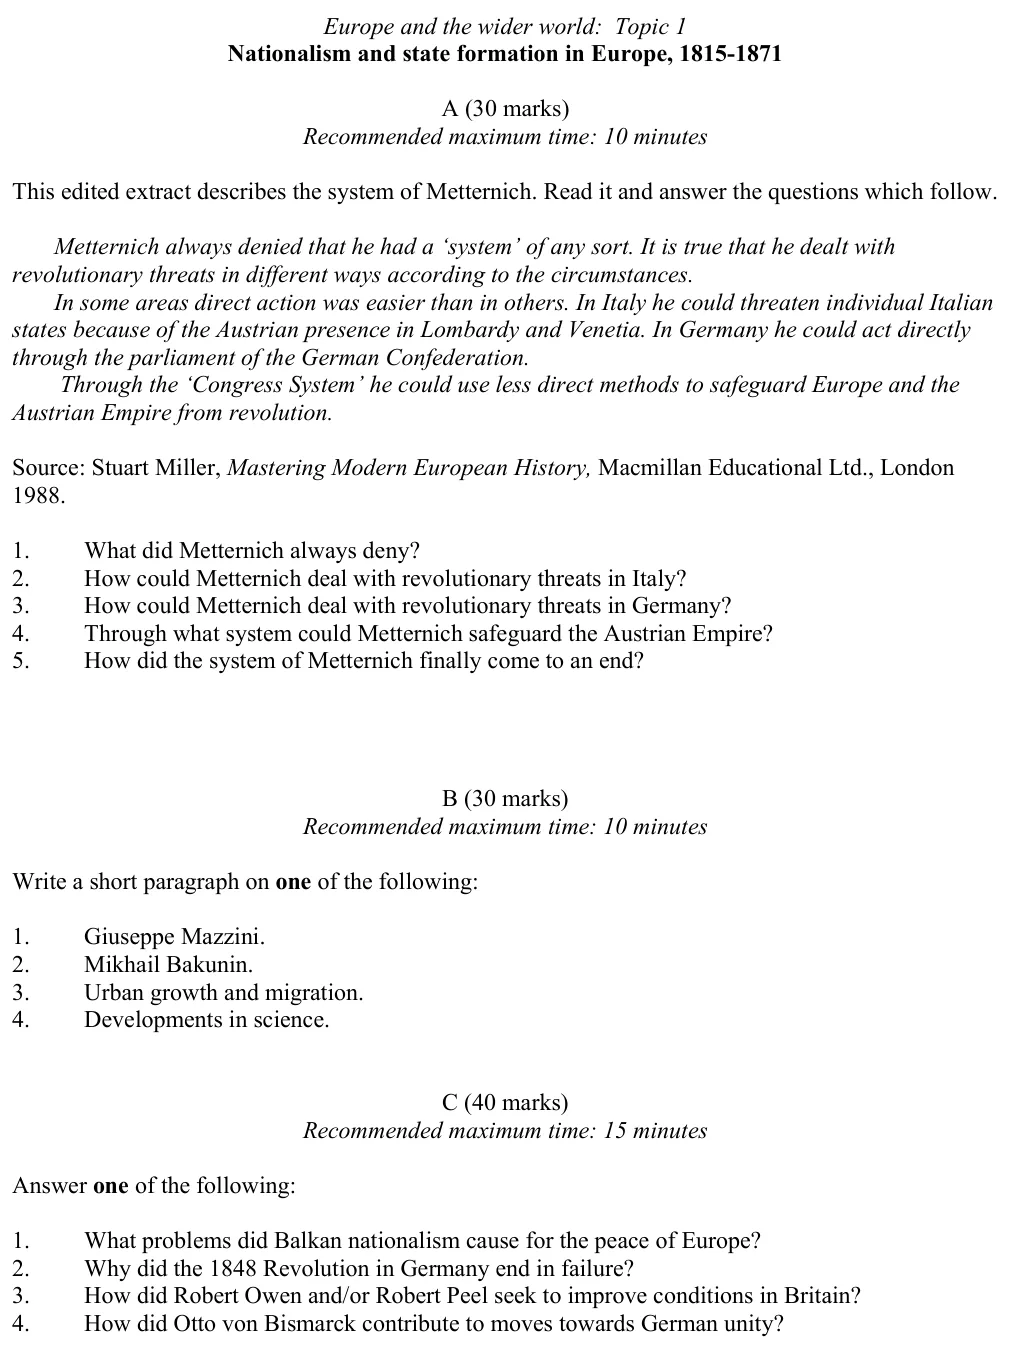 Europe and the wider world:  Topic 1
Nationalism and state formation in Europe, 1815-1871
A (30 marks)
Recommended maximum time: 10 minutes
This edited extract describes the system of Metternich. Read it and answer the questions which follow.
Metternich always denied that he had a ‘system’ of any sort. It is true that he dealt with
revolutionary threats in different ways according to the circumstances.
In some areas direct action was easier than in others. In Italy he could threaten individual Italian
states because of the Austrian presence in Lombardy and Venetia. In Germany he could act directly
through the parliament of the German Confederation.
Through the ‘Congress System’ he could use less direct methods to safeguard Europe and the
Austrian Empire from revolution.
Source: Stuart Miller, Mastering Modern European History, Macmillan Educational Ltd., London
1988.
1. What did Metternich always deny?
2. How could Metternich deal with revolutionary threats in Italy?
3. How could Metternich deal with revolutionary threats in Germany?
4. Through what system could Metternich safeguard the Austrian Empire?
5. How did the system of Metternich finally come to an end?
B (30 marks)
Recommended maximum time: 10 minutes
Write a short paragraph on one of the following:
1. Giuseppe Mazzini.
2. Mikhail Bakunin.
3. Urban growth and migration.
4. Developments in science.
C (40 marks)
Recommended maximum time: 15 minutes
Answer one of the following:
1. What problems did Balkan nationalism cause for the peace of Europe?
2. Why did the 1848 Revolution in Germany end in failure?
3. How did Robert Owen and/or Robert Peel seek to improve conditions in Britain?
4. How did Otto von Bismarck contribute to moves towards German unity?